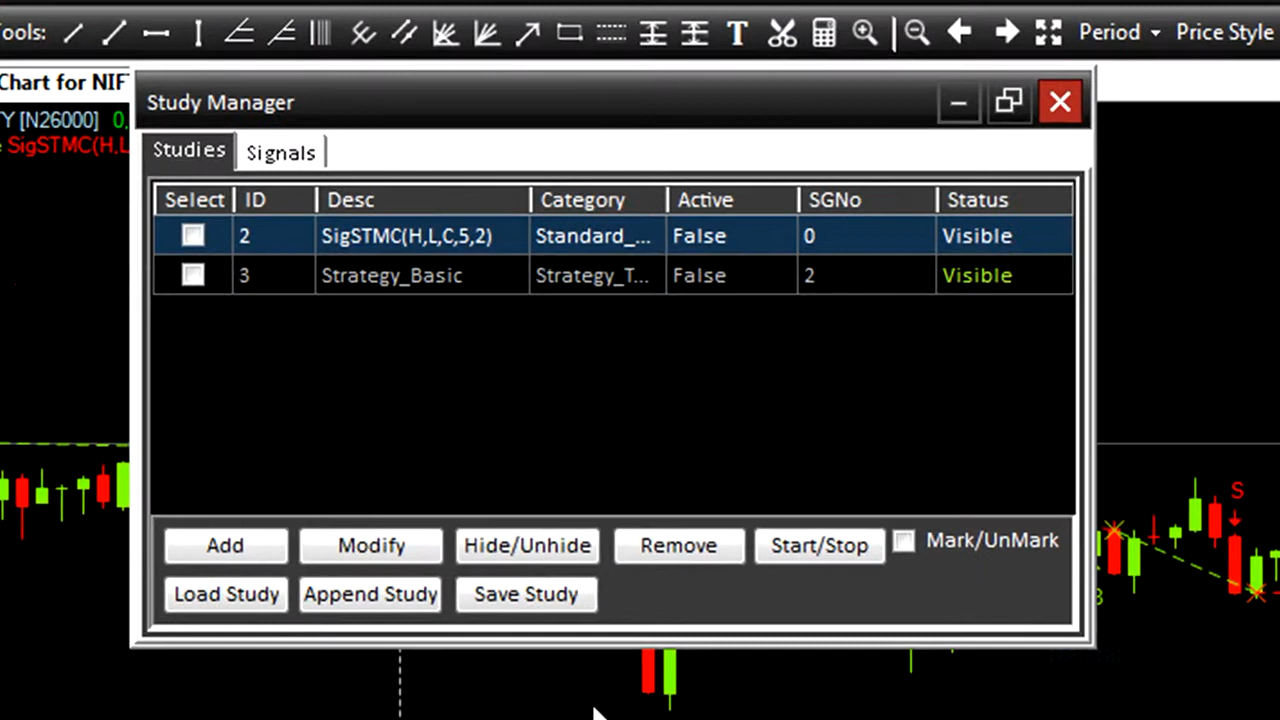 ools: T Period Price Style
Chart for NIF
Y [N26000] 0,
SigSTMC(H,L
Study Manager
Studies Signals
Select ID Desc Category Active SGNo Status
2 SigSTMC(H,L,C,5,2) Standard_... False 0 Visible
3 Strategy_Basic Strategy_T... False 2 Visible
Add Modify Hide/Unhide Remove Start/Stop Mark/UnMark
Load Study Append Study Save Study
S